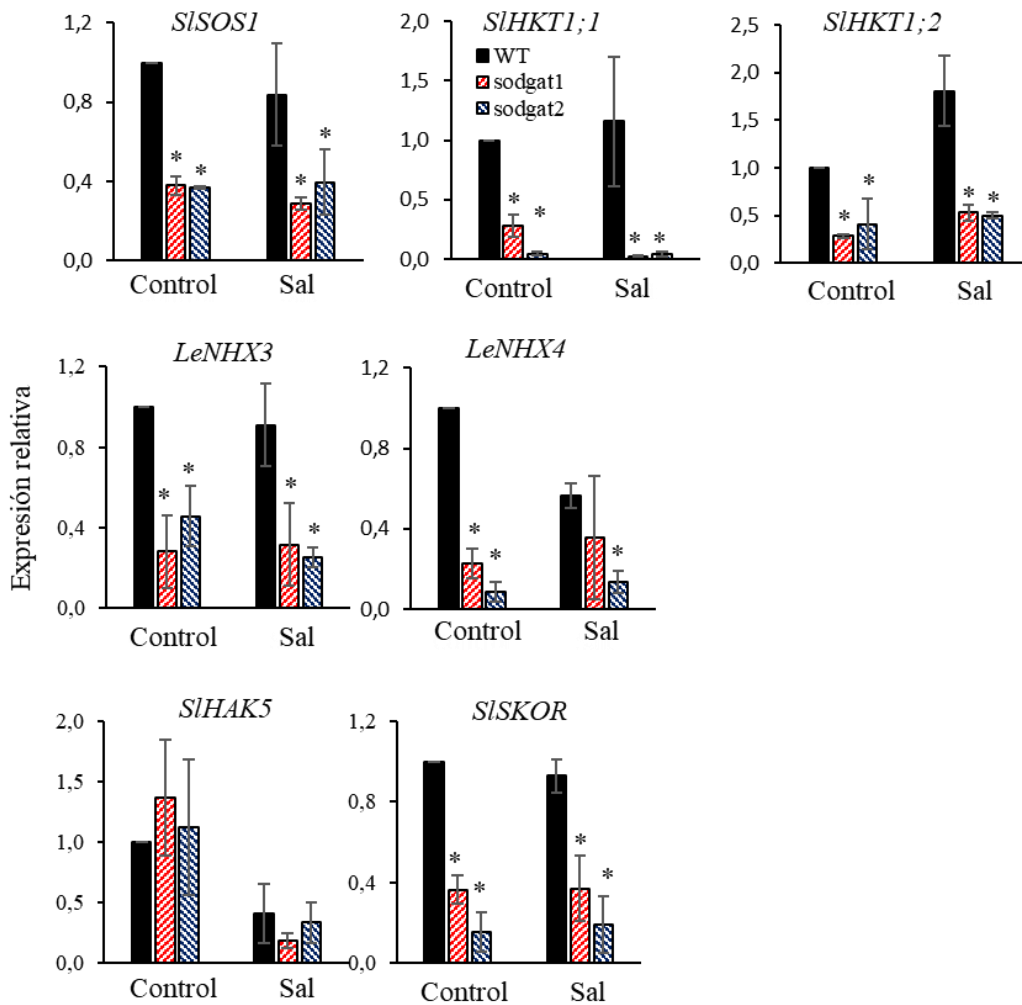 SlSOS1
1,2
0,8
0,4
0,0
* * * *
Control Sal
SlHKT1;1
2,0
1,5
1,0
0,5
0,0
WT
sodgat1
sodgat2
* * * *
Control Sal
SlHKT1;2
2,5
2,0
1,5
1,0
0,5
0,0
* * * *
Control Sal
Expresión relativa
LeNHX3
1,2
0,8
0,4
0,0
* * * *
Control Sal
LeNHX4
1,2
0,8
0,4
0,0
* * *
Control Sal
SlHAK5
2,0
1,5
1,0
0,5
0,0
Control Sal
SlSKOR
1,2
0,8
0,4
0,0
* * * *
Control Sal